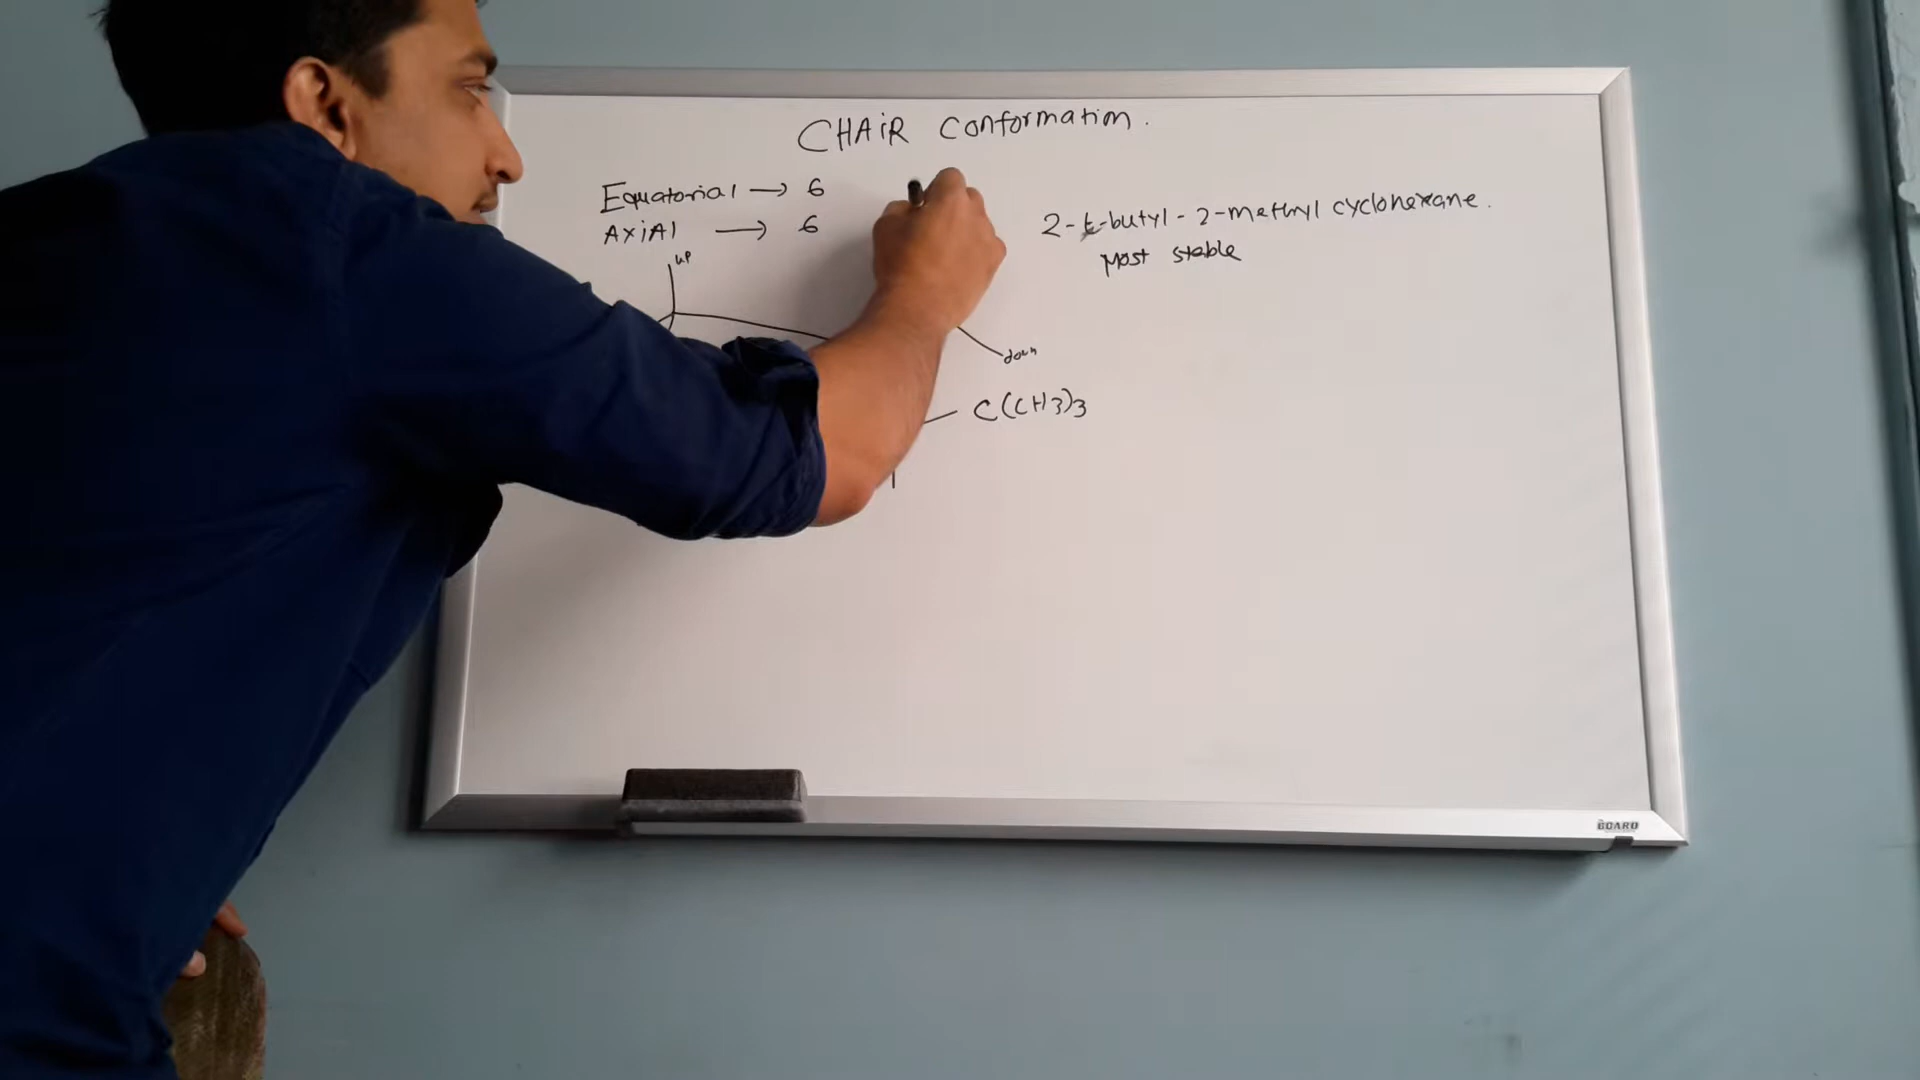 CHAiR Conformation.
Equatorial → 6
AxiAl → 6
2-t-butyl-2-methyl cyclohexane.
Most stable
up
down
C(CH3)3
BOARD